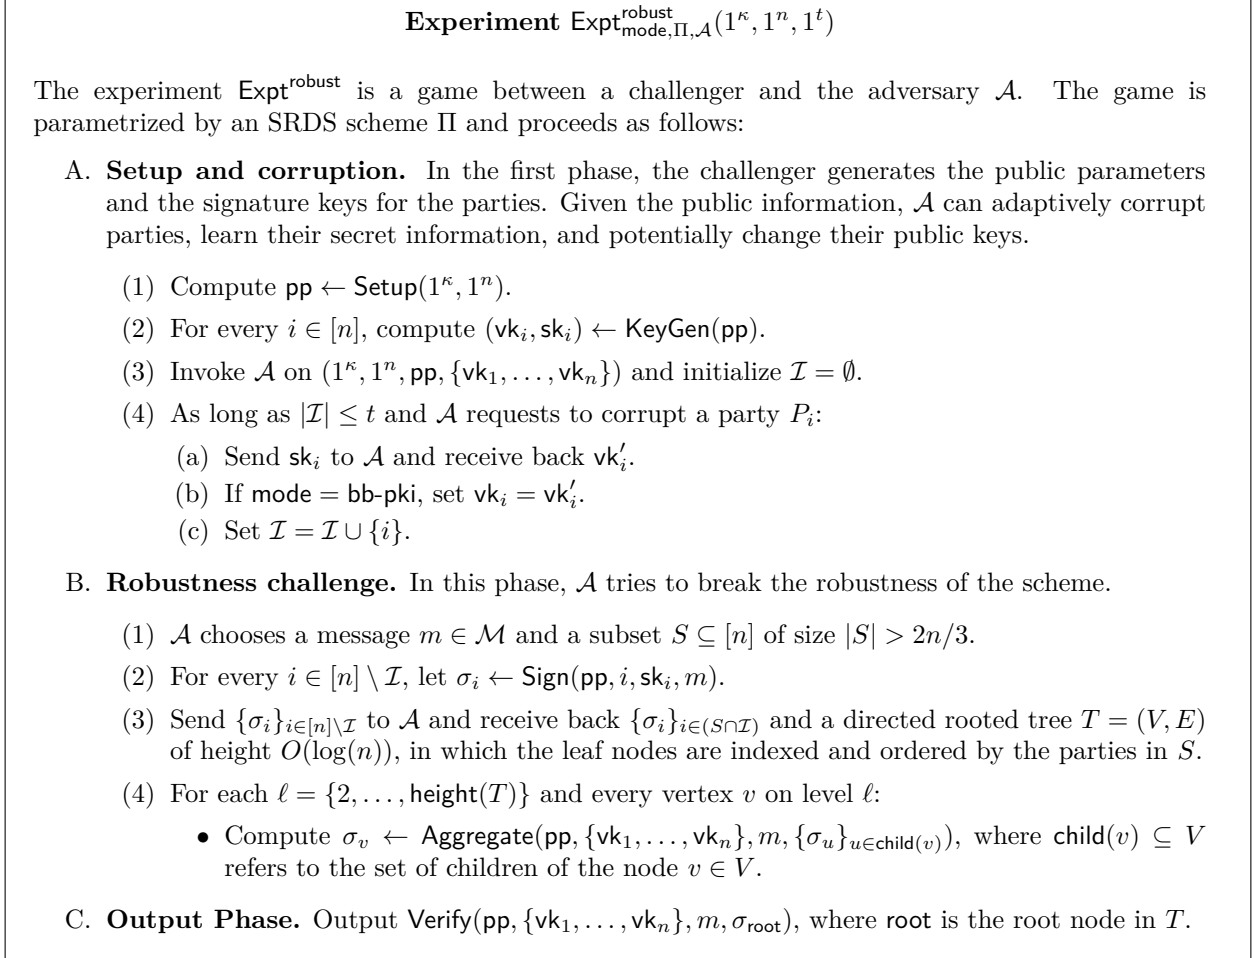 Experiment Expt^{robust}_{mode,Π,𝒜}(1^κ, 1^n, 1^t)
The experiment Expt^{robust} is a game between a challenger and the adversary 𝒜. The game is
parametrized by an SRDS scheme Π and proceeds as follows:
A. Setup and corruption. In the first phase, the challenger generates the public parameters
and the signature keys for the parties. Given the public information, 𝒜 can adaptively corrupt
parties, learn their secret information, and potentially change their public keys.
(1) Compute pp ← Setup(1^κ, 1^n).
(2) For every i ∈ [n], compute (vk_i, sk_i) ← KeyGen(pp).
(3) Invoke 𝒜 on (1^κ, 1^n, pp, {vk_1, . . . , vk_n}) and initialize ℐ = ∅.
(4) As long as |ℐ| ≤ t and 𝒜 requests to corrupt a party P_i:
(a) Send sk_i to 𝒜 and receive back vk′_i.
(b) If mode = bb-pki, set vk_i = vk′_i.
(c) Set ℐ = ℐ ∪ {i}.
B. Robustness challenge. In this phase, 𝒜 tries to break the robustness of the scheme.
(1) 𝒜 chooses a message m ∈ ℳ and a subset S ⊆ [n] of size |S| > 2n/3.
(2) For every i ∈ [n] \ ℐ, let σ_i ← Sign(pp, i, sk_i, m).
(3) Send {σ_i}_{i∈[n]\ℐ} to 𝒜 and receive back {σ_i}_{i∈(S∩ℐ)} and a directed rooted tree T = (V, E)
of height O(log(n)), in which the leaf nodes are indexed and ordered by the parties in S.
(4) For each ℓ = {2, . . . , height(T)} and every vertex v on level ℓ:
• Compute σ_v ← Aggregate(pp, {vk_1, . . . , vk_n}, m, {σ_u}_{u∈child(v)}), where child(v) ⊆ V
refers to the set of children of the node v ∈ V.
C. Output Phase. Output Verify(pp, {vk_1, . . . , vk_n}, m, σ_{root}), where root is the root node in T.